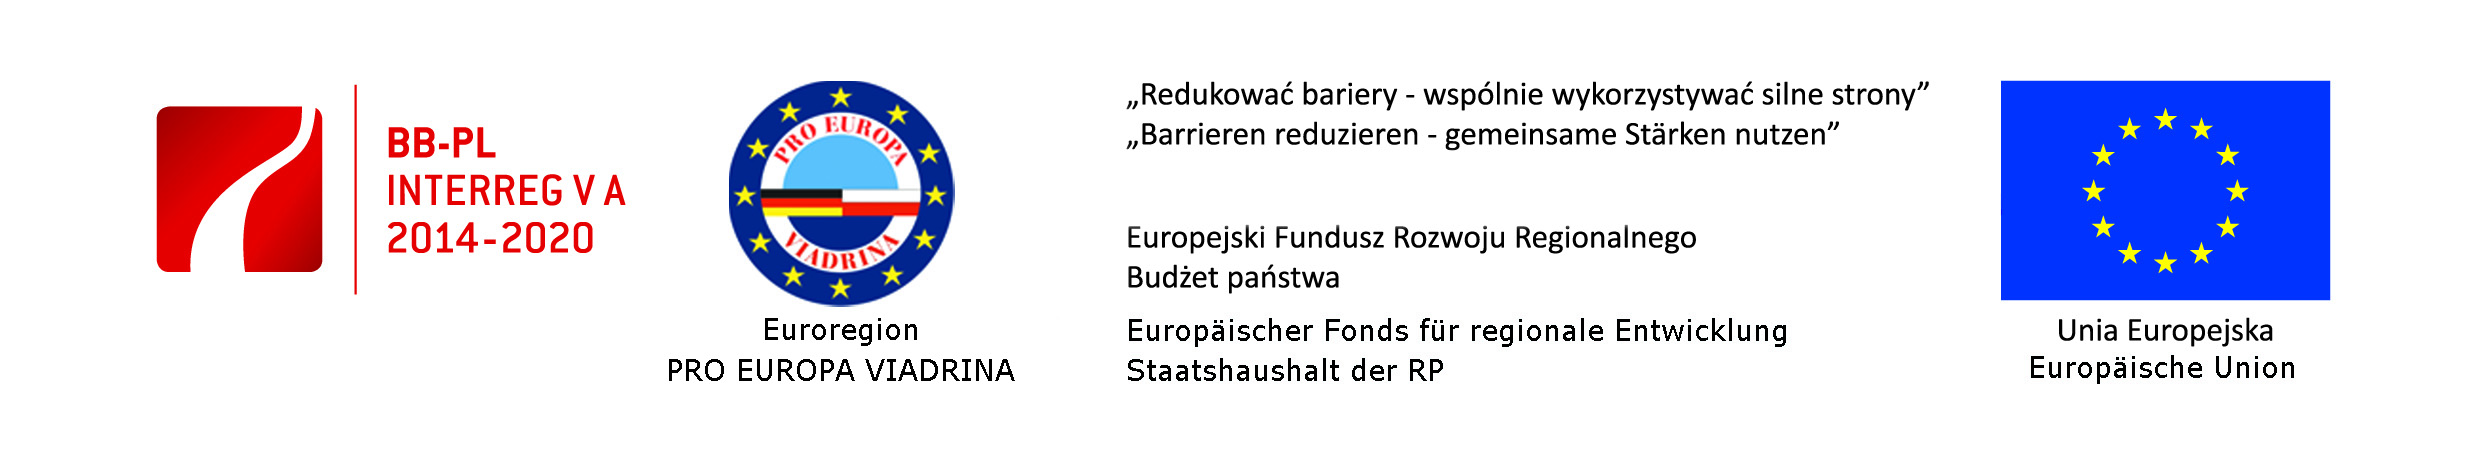 BB-PL
INTERREG V A
2014-2020
PRO EUROPA
VIADRINA
Euroregion
PRO EUROPA VIADRINA
„Redukować bariery - wspólnie wykorzystywać silne strony”
„Barrieren reduzieren - gemeinsame Stärken nutzen”
Europejski Fundusz Rozwoju Regionalnego
Budżet państwa
Europäischer Fonds für regionale Entwicklung
Staatshaushalt der RP
Unia Europejska
Europäische Union